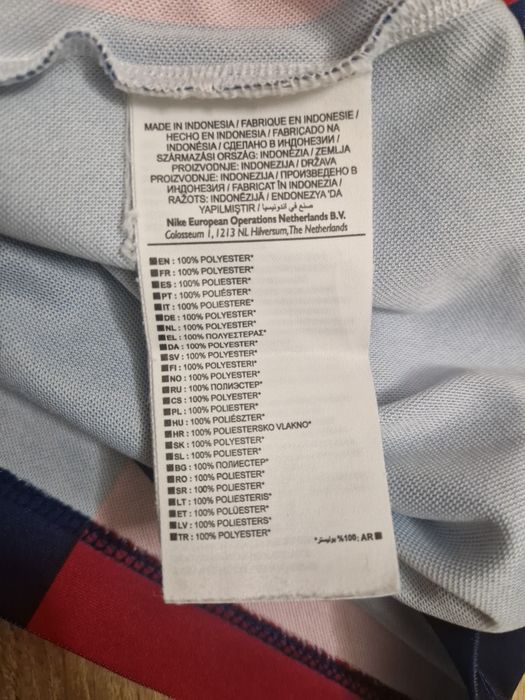 MADE IN INDONESIA / FABRIQUE EN INDONESIE /
HECHO EN INDONESIA / FABRICADO NA
INDONÉSIA / СДЕЛАНО В ИНДОНЕЗИИ /
SZÁRMAZÁSI ORSZÁG: INDONÉZIA / ZEMLJA
PROIZVODNJE: INDONEZIJA / DRŽAVA
PROIZVODNJE: INDONEZIJA / ПРОИЗВЕДЕНО В
ИНДОНЕЗИЯ / FABRICAT ÎN INDONEZIA /
RAŽOTS: INDONĒZIJĀ / ENDONEZYA 'DA
YAPILMIŞTIR / صنع في اندونيسيا
Nike European Operations Netherlands B.V.
Colosseum 1, 1213 NL Hilversum, The Netherlands
EN : 100% POLYESTER*
FR : 100% POLYESTER*
ES : 100% POLIÉSTER*
PT : 100% POLIÉSTER*
IT : 100% POLIESTERE*
DE : 100% POLYESTER*
NL : 100% POLYESTER*
EL : 100% ΠΟΛΥΕΣΤΕΡΑΣ*
DA : 100% POLYESTER*
SV : 100% POLYESTER*
FI : 100% POLYESTERI*
NO : 100% POLYESTER*
RU : 100% ПОЛИЭСТЕР*
CS : 100% POLYESTER*
PL : 100% POLIESTER*
HU : 100% POLIÉSZTER*
HR : 100% POLIESTERSKO VLAKNO*
SK : 100% POLYESTER*
SL : 100% POLIESTER*
BG : 100% ПОЛИЕСТЕР*
RO : 100% POLIESTER*
SR : 100% POLIESTER*
LT : 100% POLIESTERIS*
ET : 100% POLÜESTER*
LV : 100% POLIESTERS*
TR : 100% POLYESTER*
AR : %100 بوليستر*